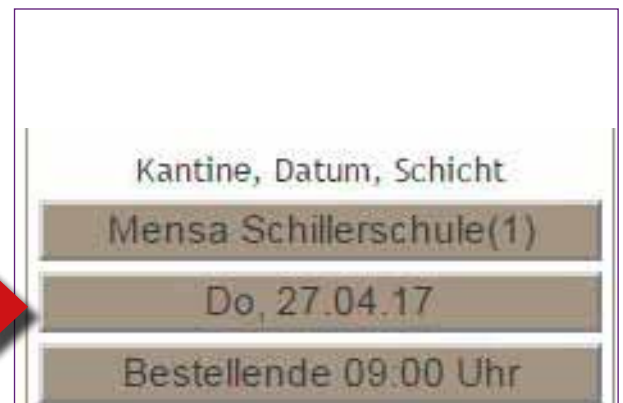 Kantine, Datum, Schicht
Mensa Schillerschule(1)
Do, 27.04.17
Bestellende 09:00 Uhr